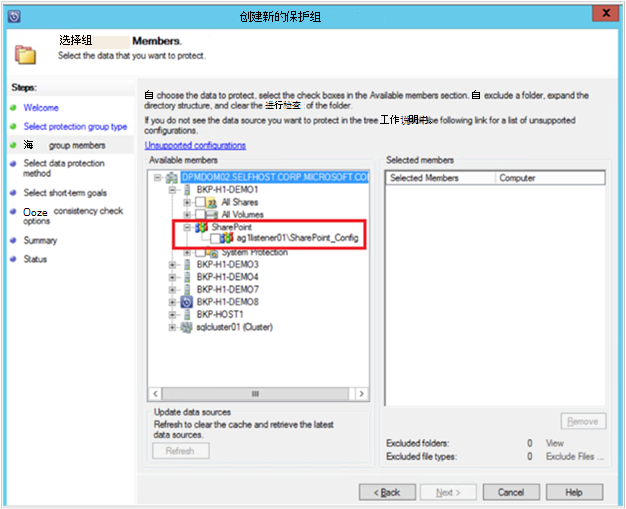 创建新的保护组
选择组 Members.
Select the data that you want to protect.
Steps:
Welcome
Select protection group type
海 group members
Select data protection
method
Select short-term goals
Ooze consistency check
options
Summary
Status
自 choose the data to protect, select the check boxes in the Available members section. 自 exclude a folder, expand the
directory structure, and clear the 进行检查 of the folder.
If you do not see the data source you want to protect in the tree 工作 be following link for a list of unsupported
configurations.
Unsupported configurations
Available members
DPMDOM02.SELFHOST.CORP.MICROSOFT.CO
BKP-H1-DEMO1
All Shares
All Volumes
SharePoint
ag1listener01\SharePoint_Config
System Protection
BKP-H1-DEMO3
BKP-H1-DEMO4
BKP-H1-DEMO7
BKP-H1-DEMO8
BKP-HOST1
sqlcluster01 (Cluster)
Update data sources
Refresh to clear the cache and retrieve the latest
data sources.
Refresh
Selected members
Selected Members Computer
Remove
Excluded folders: 0 View
Excluded file types: 0 Exclude Files ...
< Back Next > Cancel Help